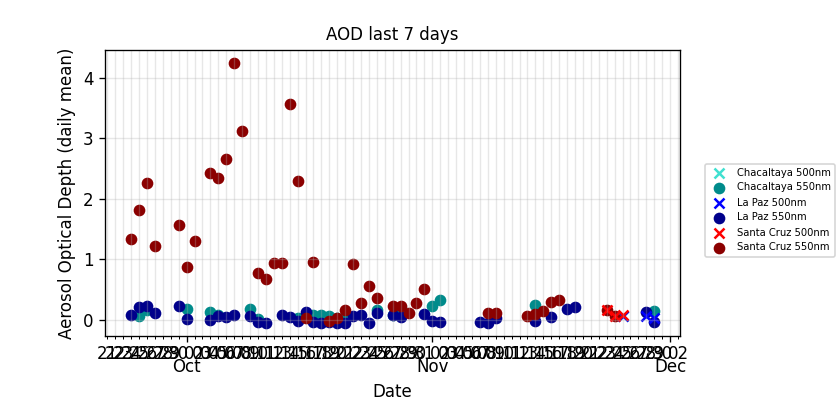 AOD last 7 days
Aerosol Optical Depth (daily mean)
4
3
2
1
0
Oct
Nov
Dec
Date
Chacaltaya 500nm
Chacaltaya 550nm
La Paz 500nm
La Paz 550nm
Santa Cruz 500nm
Santa Cruz 550nm